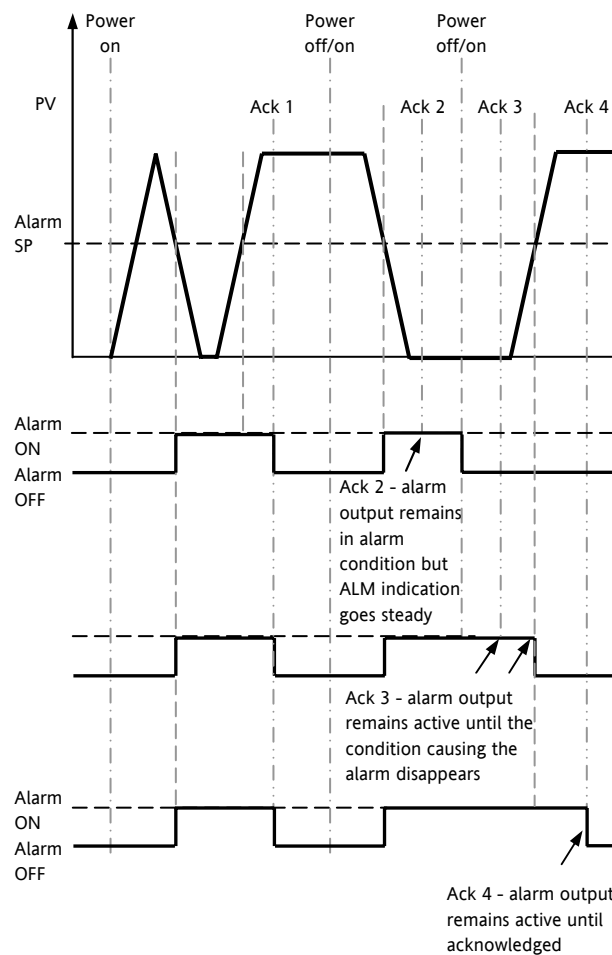 Power
on
Power
off/on
Power
off/on
PV
Ack 1
Ack 2
Ack 3
Ack 4
Alarm
SP
Alarm
ON
Alarm
OFF
Ack 2 - alarm
output remains
in alarm
condition but
ALM indication
goes steady
Ack 3 - alarm output
remains active until the
condition causing the
alarm disappears
Alarm
ON
Alarm
OFF
Ack 4 - alarm output
remains active until
acknowledged